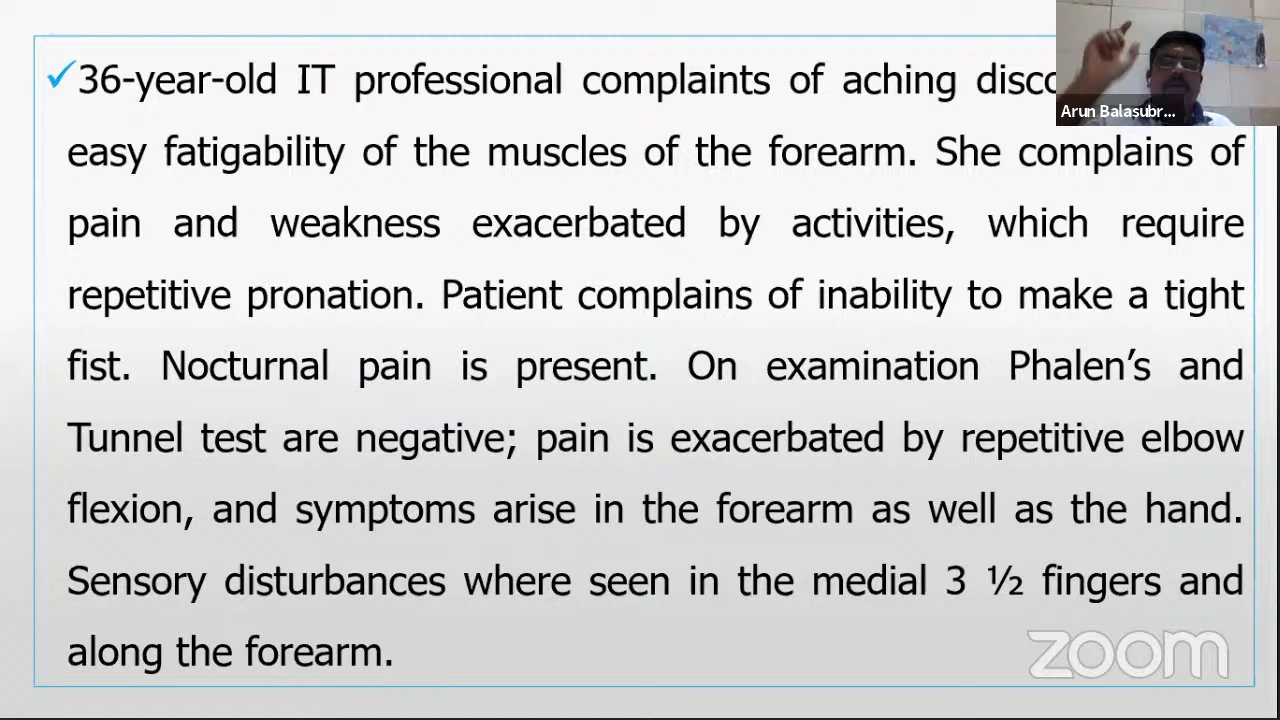 ✓36-year-old IT professional complaints of aching
easy fatigability of the muscles of the forearm. She complains of
pain and weakness exacerbated by activities, which require
repetitive pronation. Patient complains of inability to make a tight
fist. Nocturnal pain is present. On examination Phalen’s and
Tunnel test are negative; pain is exacerbated by repetitive elbow
flexion, and symptoms arise in the forearm as well as the hand.
Sensory disturbances where seen in the medial 3 ½ fingers and
along the forearm.
Arun Balasubr...
zoom